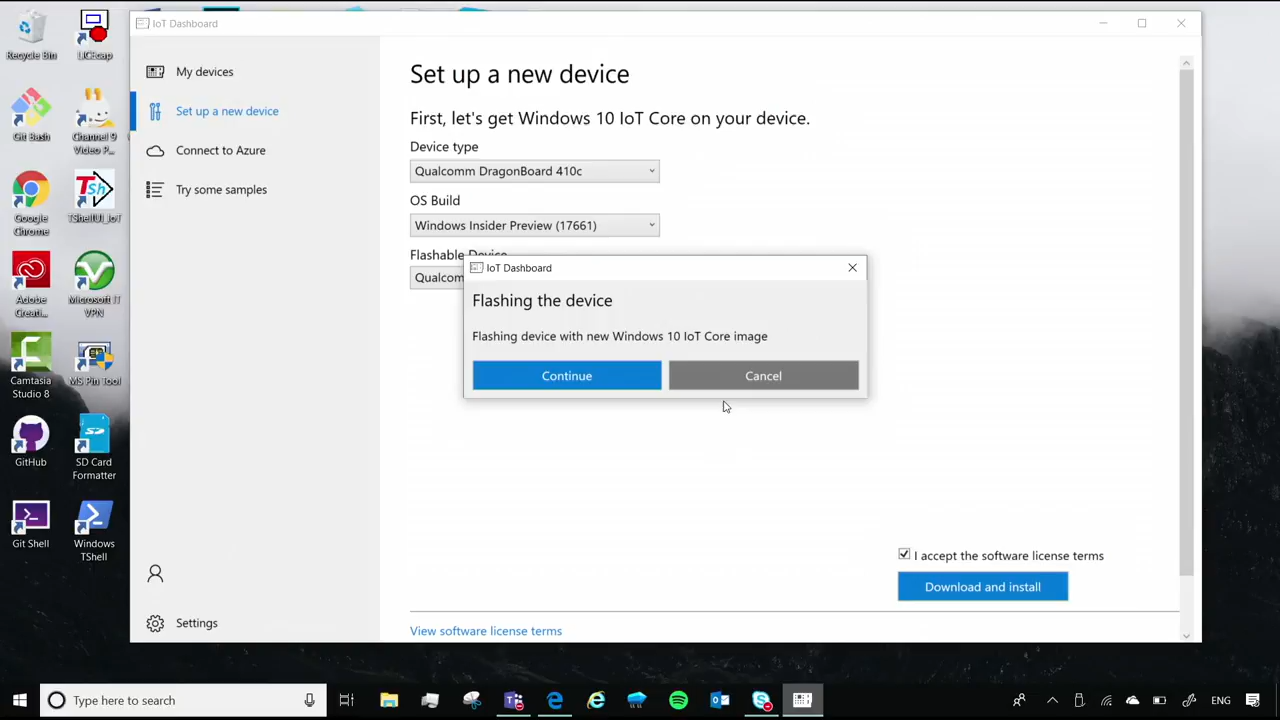 Recycle Bin
LICEcap
Git Bash
Channel 9
Video P...
Google
Chrome
TSh
TShellUI_IoT
Adobe
Creati...
Microsoft IT
VPN
Camtasia
Studio 8
MS Pin Tool
GitHub
SD Card
Formatter
Git Shell
Windows
TShell
IoT Dashboard
My devices
Set up a new device
Connect to Azure
Try some samples
Settings
Set up a new device
First, let's get Windows 10 IoT Core on your device.
Device type
Qualcomm DragonBoard 410c
OS Build
Windows Insider Preview (17661)
Flashable Device
Qualcom
IoT Dashboard
Flashing the device
Flashing device with new Windows 10 IoT Core image
Continue
Cancel
I accept the software license terms
Download and install
View software license terms
Type here to search
ENG